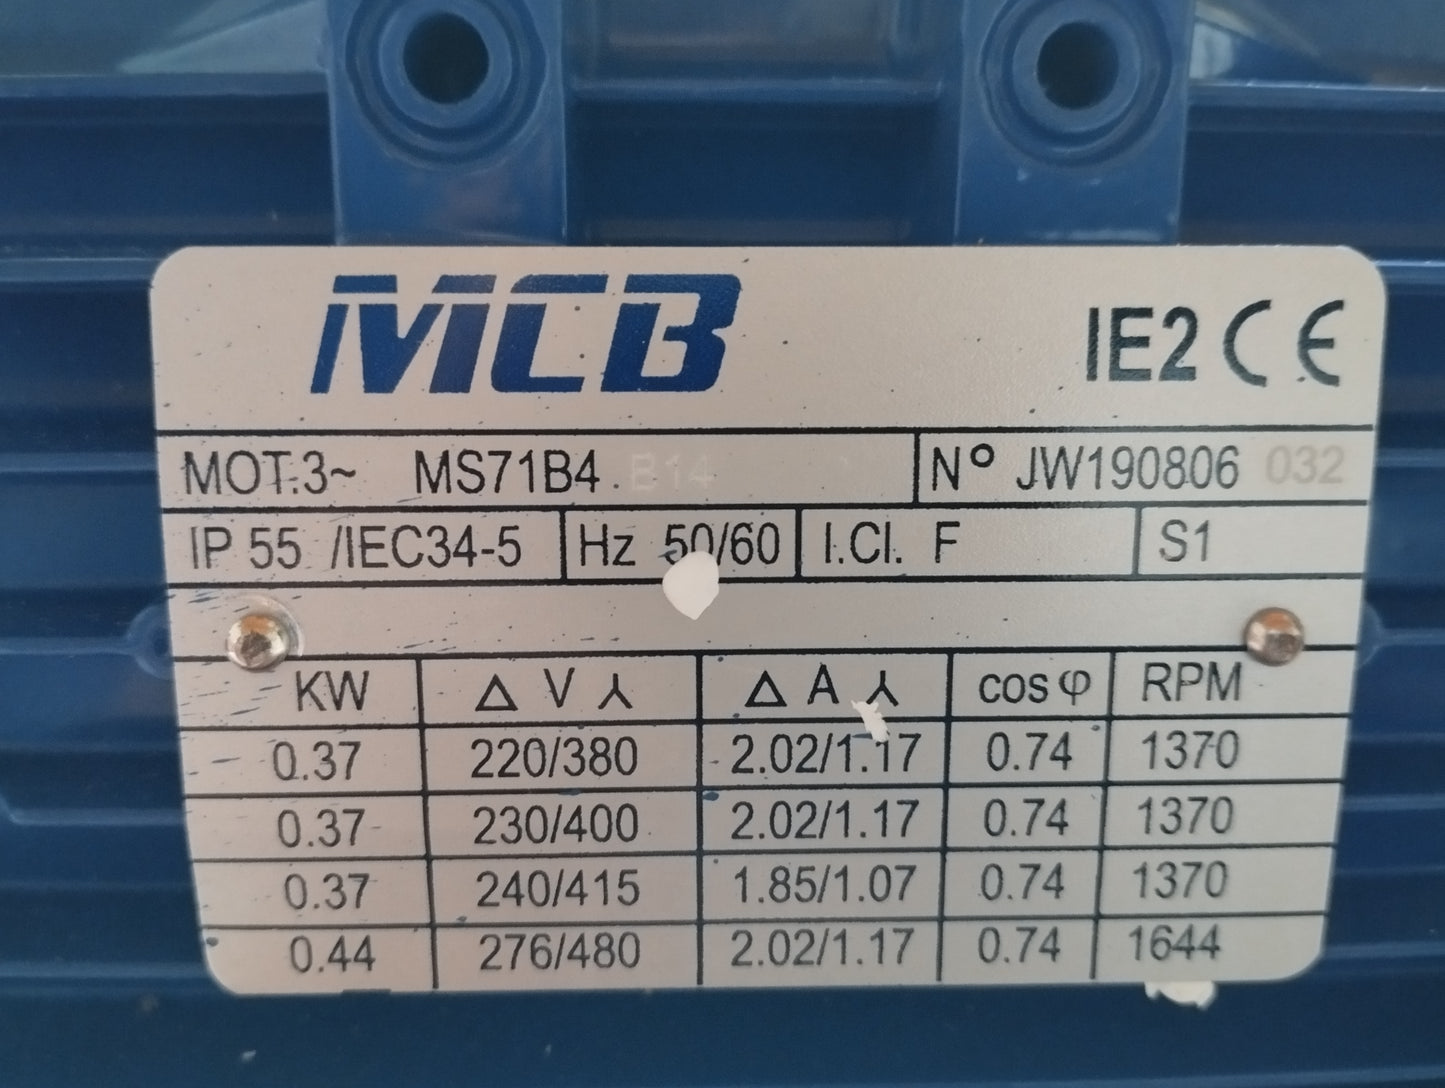 MCB
IE2 CE
MOT.3~ MS71B4 B14 N° JW190806 032
IP 55 /IEC34-5 Hz 50/60 I.Cl. F S1
KW Δ V ⅄ Δ A ⅄ cos φ RPM
0.37 220/380 2.02/1.17 0.74 1370
0.37 230/400 2.02/1.17 0.74 1370
0.37 240/415 1.85/1.07 0.74 1370
0.44 276/480 2.02/1.17 0.74 1644